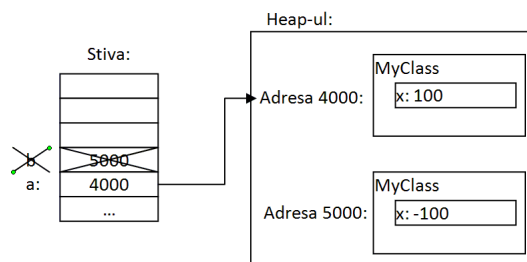 Heap-ul:
Stiva:
MyClass
x: 100
Adresa 4000:
b 5000
a: 4000
...
MyClass
x: -100
Adresa 5000: